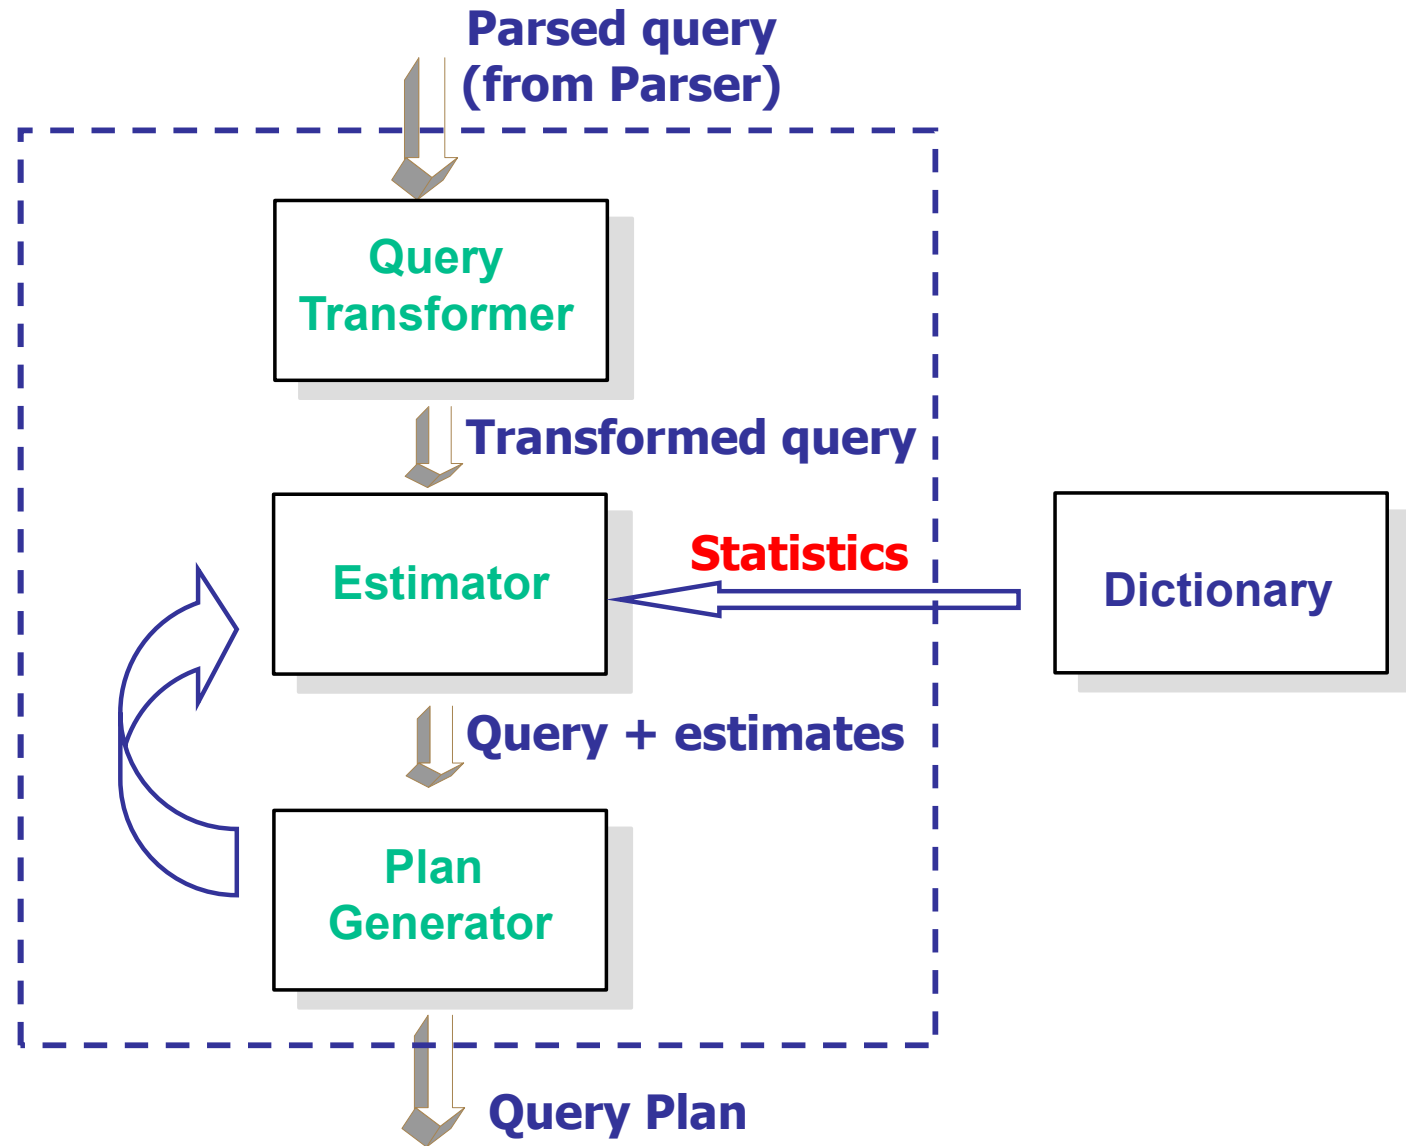 Parsed query
(from Parser)
Query
Transformer
Transformed query
Statistics
Estimator
Dictionary
Query + estimates
Plan
Generator
Query Plan